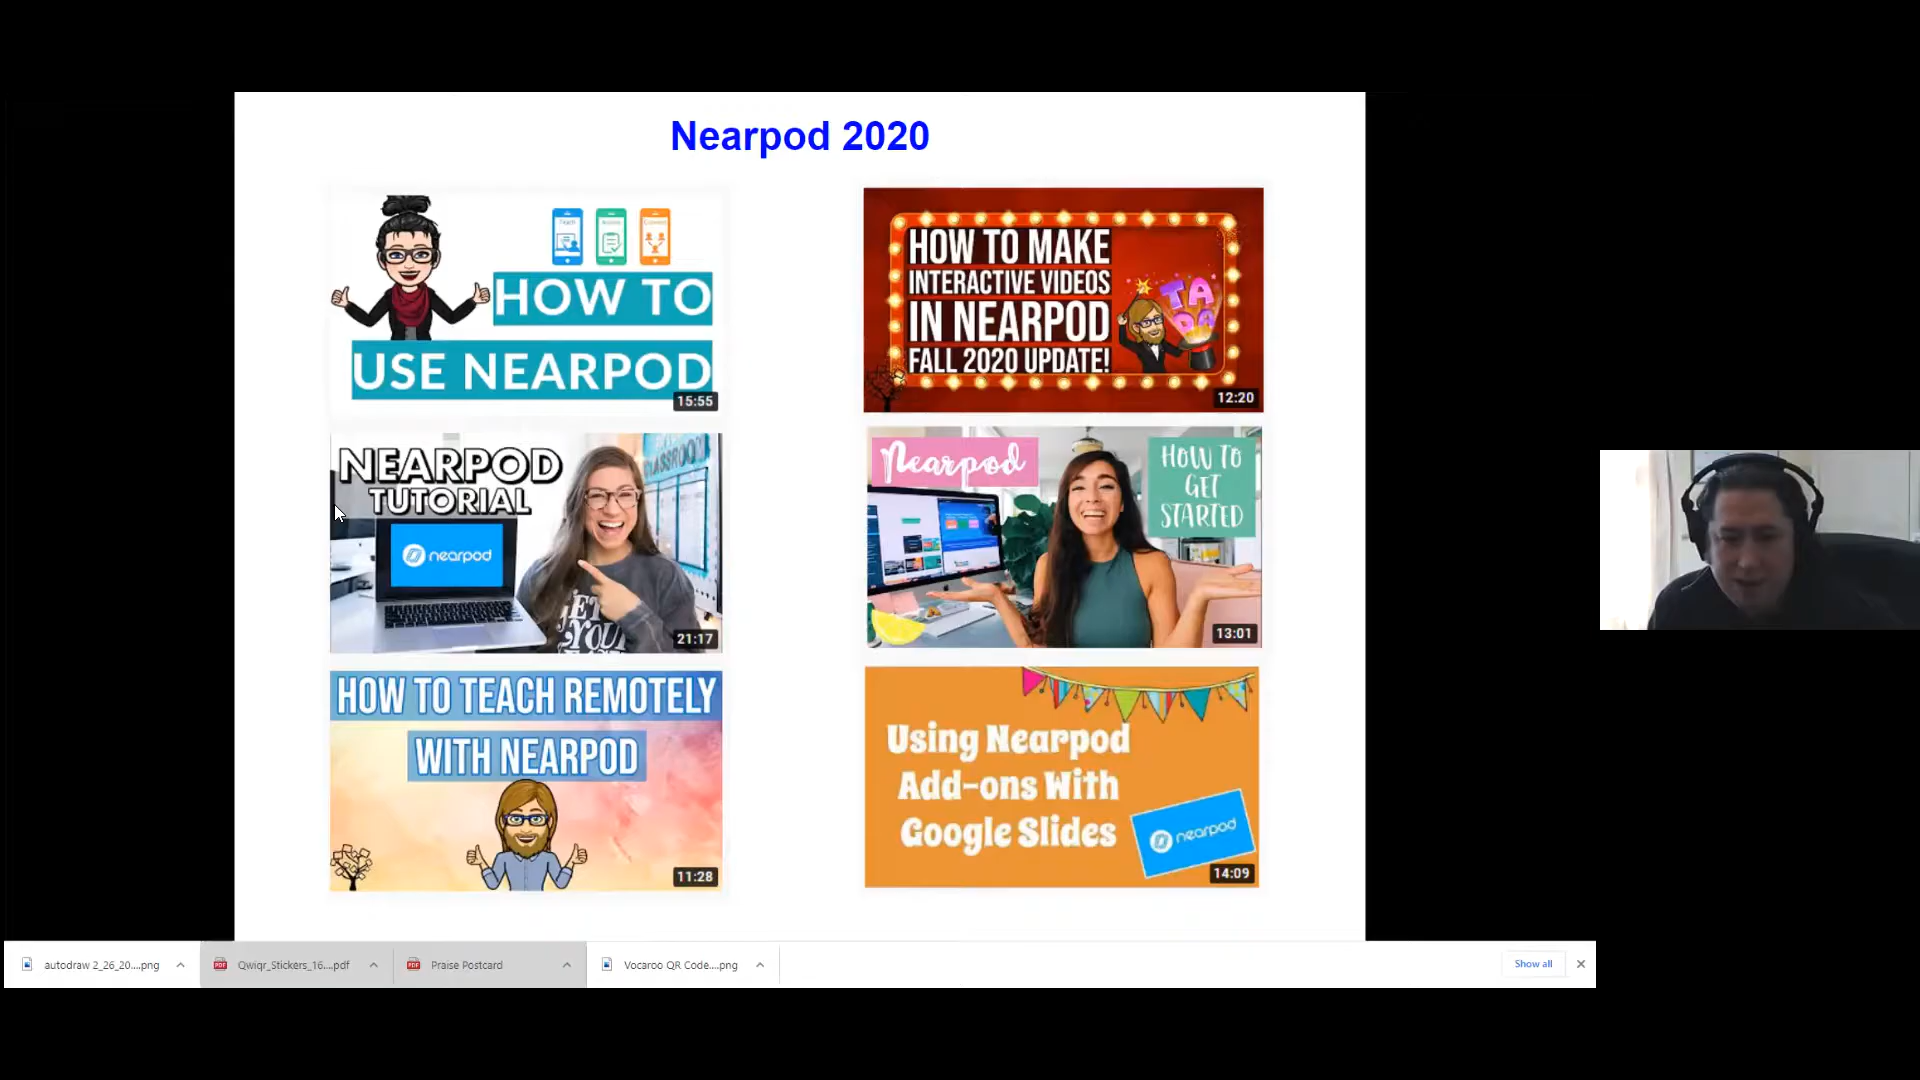 Nearpod 2020
HOW TO
USE NEARPOD
15:55
HOW TO MAKE
INTERACTIVE VIDEOS
IN NEARPOD
FALL 2020 UPDATE!
TA
DA
12:20
NEARPOD
TUTORIAL
nearpod
CLASSROOM
21:17
Nearpod
HOW TO
GET
STARTED
13:01
HOW TO TEACH REMOTELY
WITH NEARPOD
11:28
Using Nearpod
Add-ons With
Google Slides
nearpod
14:09
autodraw 2_26_20....png
Qwiqr_Stickers_16....pdf
Praise Postcard
Vocaroo QR Code....png
Show all